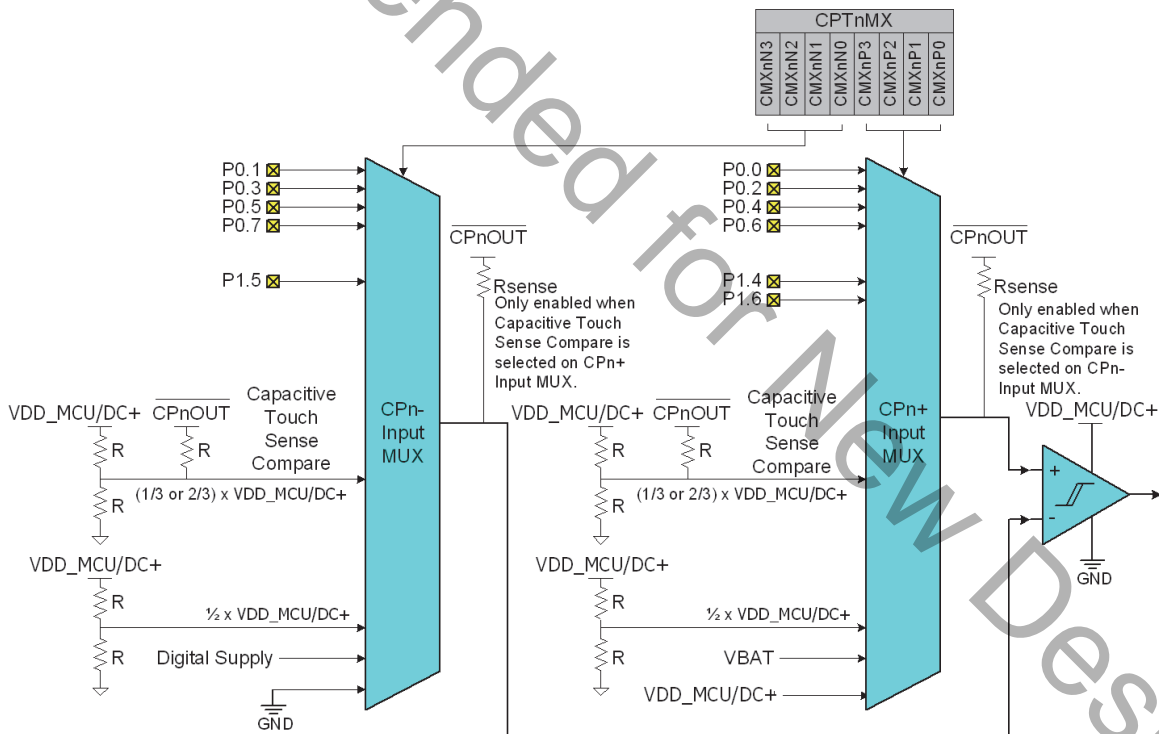 CPTnMX
CMXnN3
CMXnN2
CMXnN1
CMXnN0
CMXnP3
CMXnP2
CMXnP1
CMXnP0
P0.1
P0.3
P0.5
P0.7
P1.5
CPnOUT
Rsense
Only enabled when
Capacitive Touch
Sense Compare is
selected on CPn+
Input MUX.
VDD_MCU/DC+
CPnOUT
R
R
R
Capacitive
Touch
Sense
Compare
(1/3 or 2/3) x VDD_MCU/DC+
CPn-
Input
MUX
VDD_MCU/DC+
R
R
½ x VDD_MCU/DC+
Digital Supply
GND
P0.0
P0.2
P0.4
P0.6
P1.4
P1.6
CPnOUT
Rsense
Only enabled when
Capacitive Touch
Sense Compare is
selected on CPn-
Input MUX.
VDD_MCU/DC+
CPnOUT
R
R
R
Capacitive
Touch
Sense
Compare
(1/3 or 2/3) x VDD_MCU/DC+
CPn+
Input
MUX
VDD_MCU/DC+
R
R
½ x VDD_MCU/DC+
VBAT
VDD_MCU/DC+
VDD_MCU/DC+
+
-
GND
ended for New Des